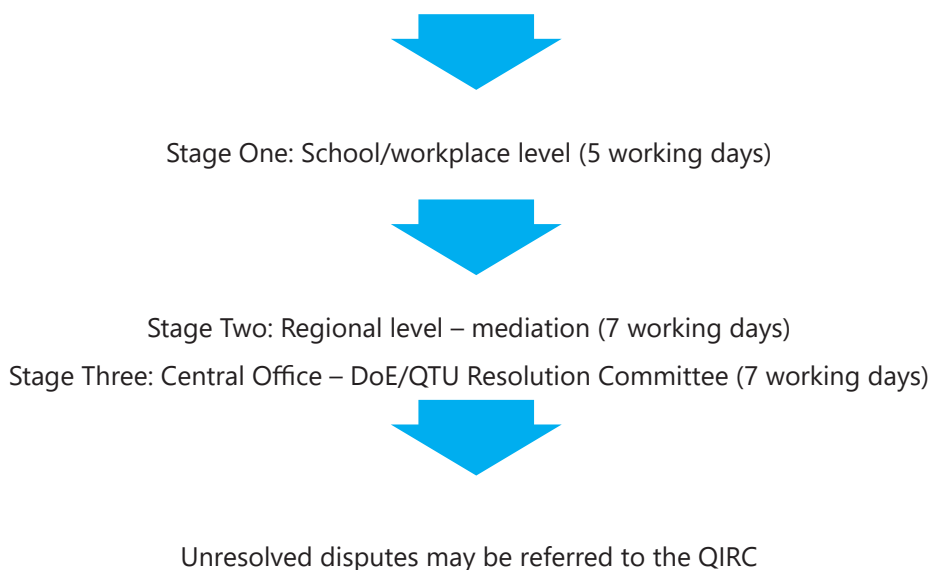 Stage One: School/workplace level (5 working days)
Stage Two: Regional level – mediation (7 working days)
Stage Three: Central Office – DoE/QTU Resolution Committee (7 working days)
Unresolved disputes may be referred to the QIRC